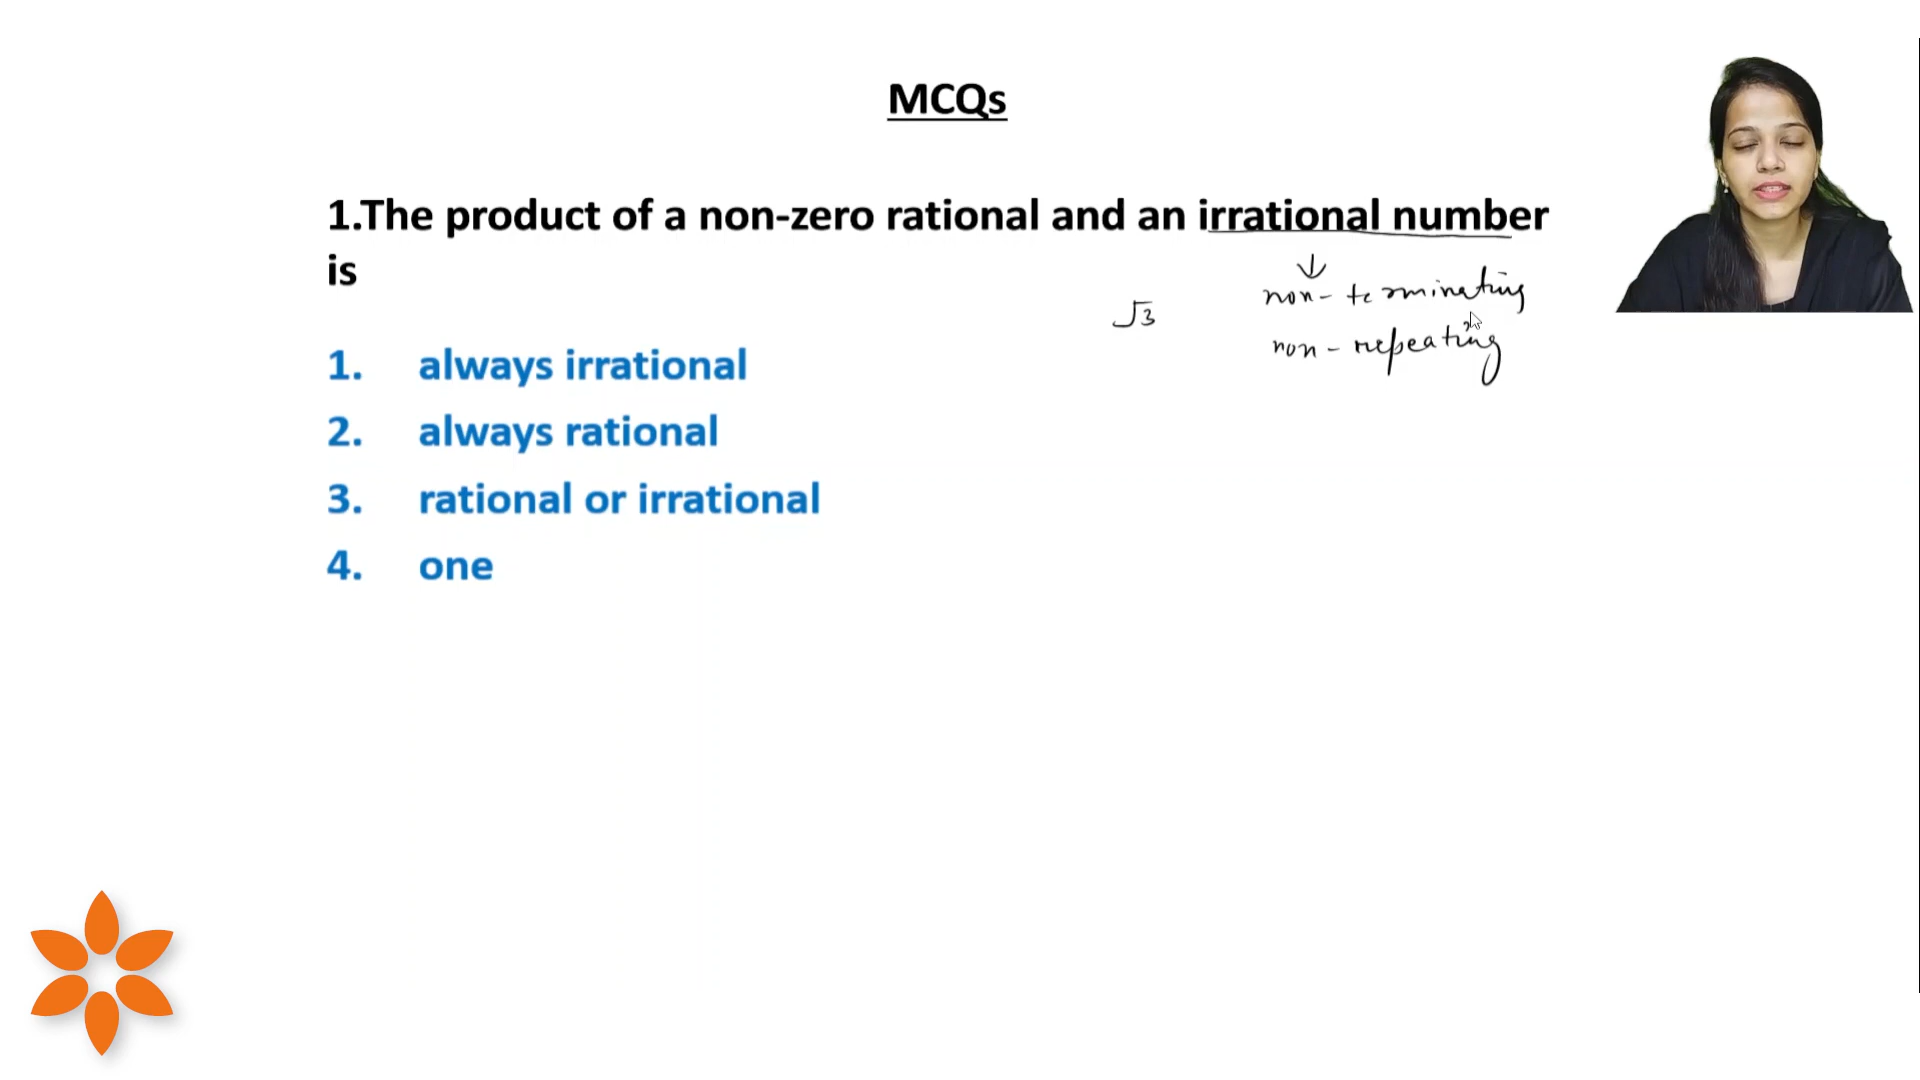 MCQs
1.The product of a non-zero rational and an irrational number
is
non-terminating
√3
non-repeating
1. always irrational
2. always rational
3. rational or irrational
4. one